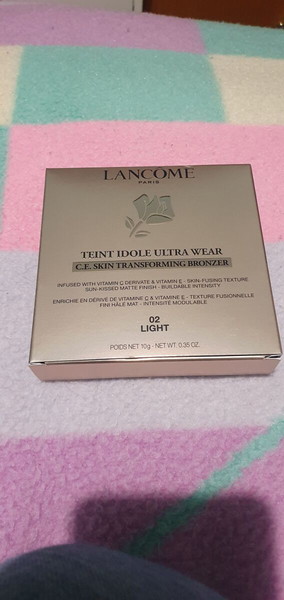 LANCÔME
PARIS
TEINT IDOLE ULTRA WEAR
C.E. SKIN TRANSFORMING BRONZER
INFUSED WITH VITAMIN C DERIVATE & VITAMIN E - SKIN-FUSING TEXTURE
SUN-KISSED MATTE FINISH - BUILDABLE INTENSITY
ENRICHIE EN DÉRIVÉ DE VITAMINE C & VITAMINE E - TEXTURE FUSIONNELLE
FINI HÂLE MAT - INTENSITÉ MODULABLE
02
LIGHT
POIDS NET 10g - NET WT. 0.35 OZ.